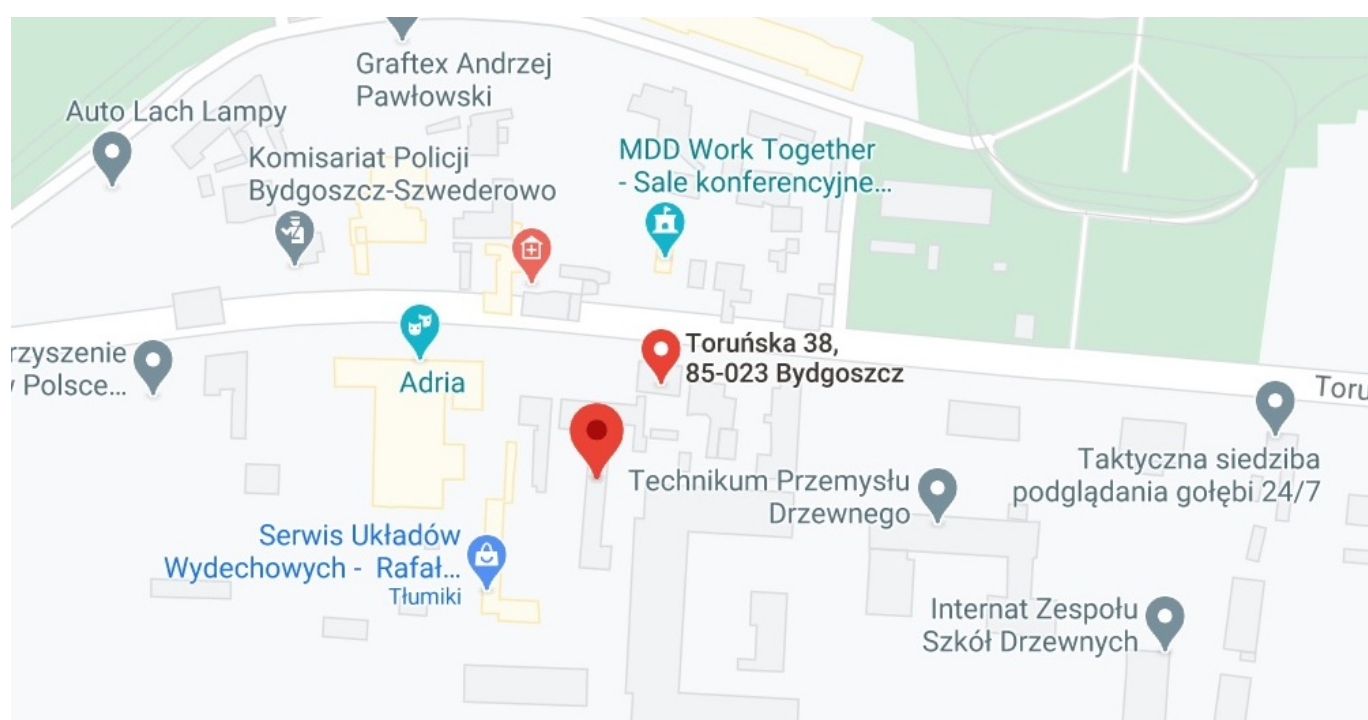 Graftex Andrzej
Pawłowski
Auto Lach Lampy
Komisariat Policji
Bydgoszcz-Szwederowo
MDD Work Together
- Sale konferencyjne...
rzyszenie
y Polsce...
Adria
Toruńska 38,
85-023 Bydgoszcz
Toru
Taktyczna siedziba
podglądania gołębi 24/7
Technikum Przemysłu
Drzewnego
Serwis Układów
Wydechowych - Rafał...
Tłumiki
Internat Zespołu
Szkół Drzewnych